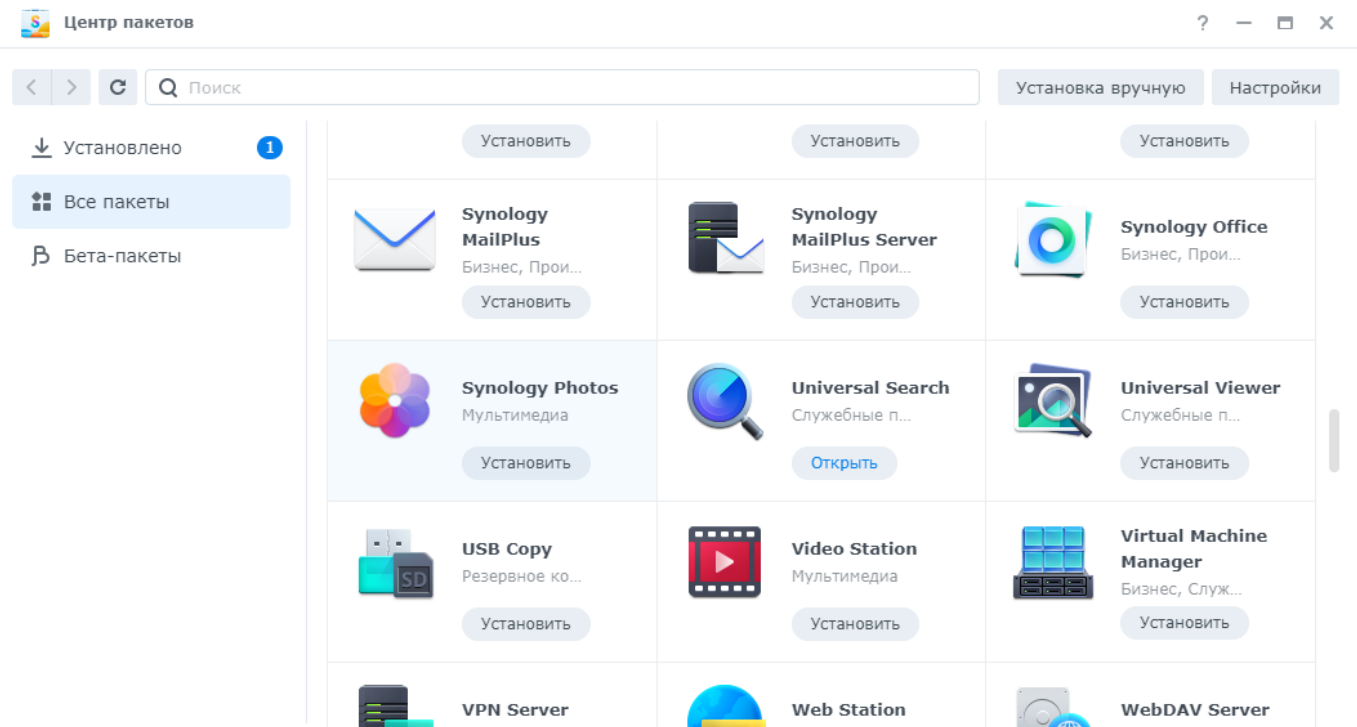 Центр пакетов
Поиск
Установка вручную
Настройки
Установлено
1
Все пакеты
Бета-пакеты
Установить
Установить
Установить
Synology
MailPlus
Бизнес, Прои...
Установить
Synology
MailPlus Server
Бизнес, Прои...
Установить
Synology Office
Бизнес, Прои...
Установить
Synology Photos
Мультимедиа
Установить
Universal Search
Служебные п...
Открыть
Universal Viewer
Служебные п...
Установить
SD
USB Copy
Резервное ко...
Установить
Video Station
Мультимедиа
Установить
Virtual Machine
Manager
Бизнес, Служ...
Установить
VPN Server
Web Station
WebDAV Server